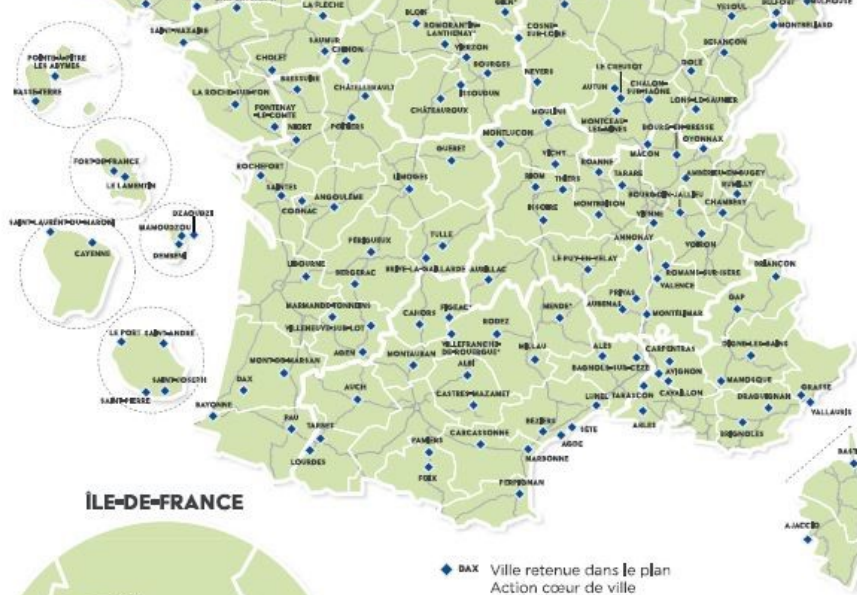 LA FLÈCHE
BLOIS
GIEN*
VESOUL
BELFORT
MULHOUSE
ROMORANTIN-
LANTHENAY*
COSNE-
SUR-LOIRE
MONTBÉLIARD
SAINT-NAZAIRE
SAUMUR
CHINON
VIERZON
BESANÇON
POINTE-À-PITRE
LES ABYMES
CHOLET
BOURGES
NEVERS
LE CREUSOT
DOLE
BASSE-TERRE
LA ROCHE-SUR-YON
BRESSUIRE
CHÂTELLERAULT
ISSOUDUN
AUTUN
CHALON-
SUR-SAÔNE
FONTENAY
-LE-COMTE
CHÂTEAUROUX
MOULINS
MONTCEAU-
LES-MINES
LONS-LE-SAUNIER
NIORT
POITIERS
MONTLUCON
BOURG-EN-BRESSE
OYONNAX
MÂCON
FORT-DE-FRANCE
LE LAMENTIN
ROCHEFORT
GUÉRET
VICHY
ROANNE
TARARE
AMBÉRIEU-EN-BUGEY
RUMILLY
SAINTES
LIMOGES
RIOM
THIERS
BOURGOIN-JALLIEU
CHAMBÉRY
COGNAC
ANGOULÊME
ISSOIRE
MONTBRISON
VIENNE
DZAOUDZI
MAMOUDZOU
DEMBENI
SAINT-LAURENT-DU-MARONI
CAYENNE
PÉRIGUEUX
TULLE
ANNONAY
VOIRON
LIBOURNE
BERGERAC
BRIVE-LA-GAILLARDE
AURILLAC
LE-PUY-EN-VELAY
ROMANS-SUR-ISÈRE
VALENCE
BRIANÇON
MARMANDE-TONNEINS
CAHORS
FIGEAC*
MENDE*
PRIVAS
AUBENAS
MONTÉLIMAR
GAP
VILLENEUVE-SUR-LOT
RODEZ
LE PORT
SAINT-ANDRÉ
AGEN
MONTAUBAN
VILLEFRANCHE-
DE-ROUERGUE*
MILLAU
ALÈS
CARPENTRAS
DIGNE-LES-BAINS
MONT-DE-MARSAN
ALBI
BAGNOLS-SUR-CÈZE
AVIGNON
MANOSQUE
GRASSE
SAINT-JOSEPH
SAINT-PIERRE
DAX
AUCH
CASTRES-MAZAMET
LUNEL
TARASCON
CAVAILLON
DRAGUIGNAN
VALLAURIS
BAYONNE
PAU
TARBES
CARCASSONNE
BÉZIERS
SÈTE
AGDE
ARLES
BRIGNOLES
LOURDES
PAMIERS
NARBONNE
FOIX
PERPIGNAN
AJACCIO
ÎLE-DE-FRANCE
DAX Ville retenue dans le plan
Action cœur de ville